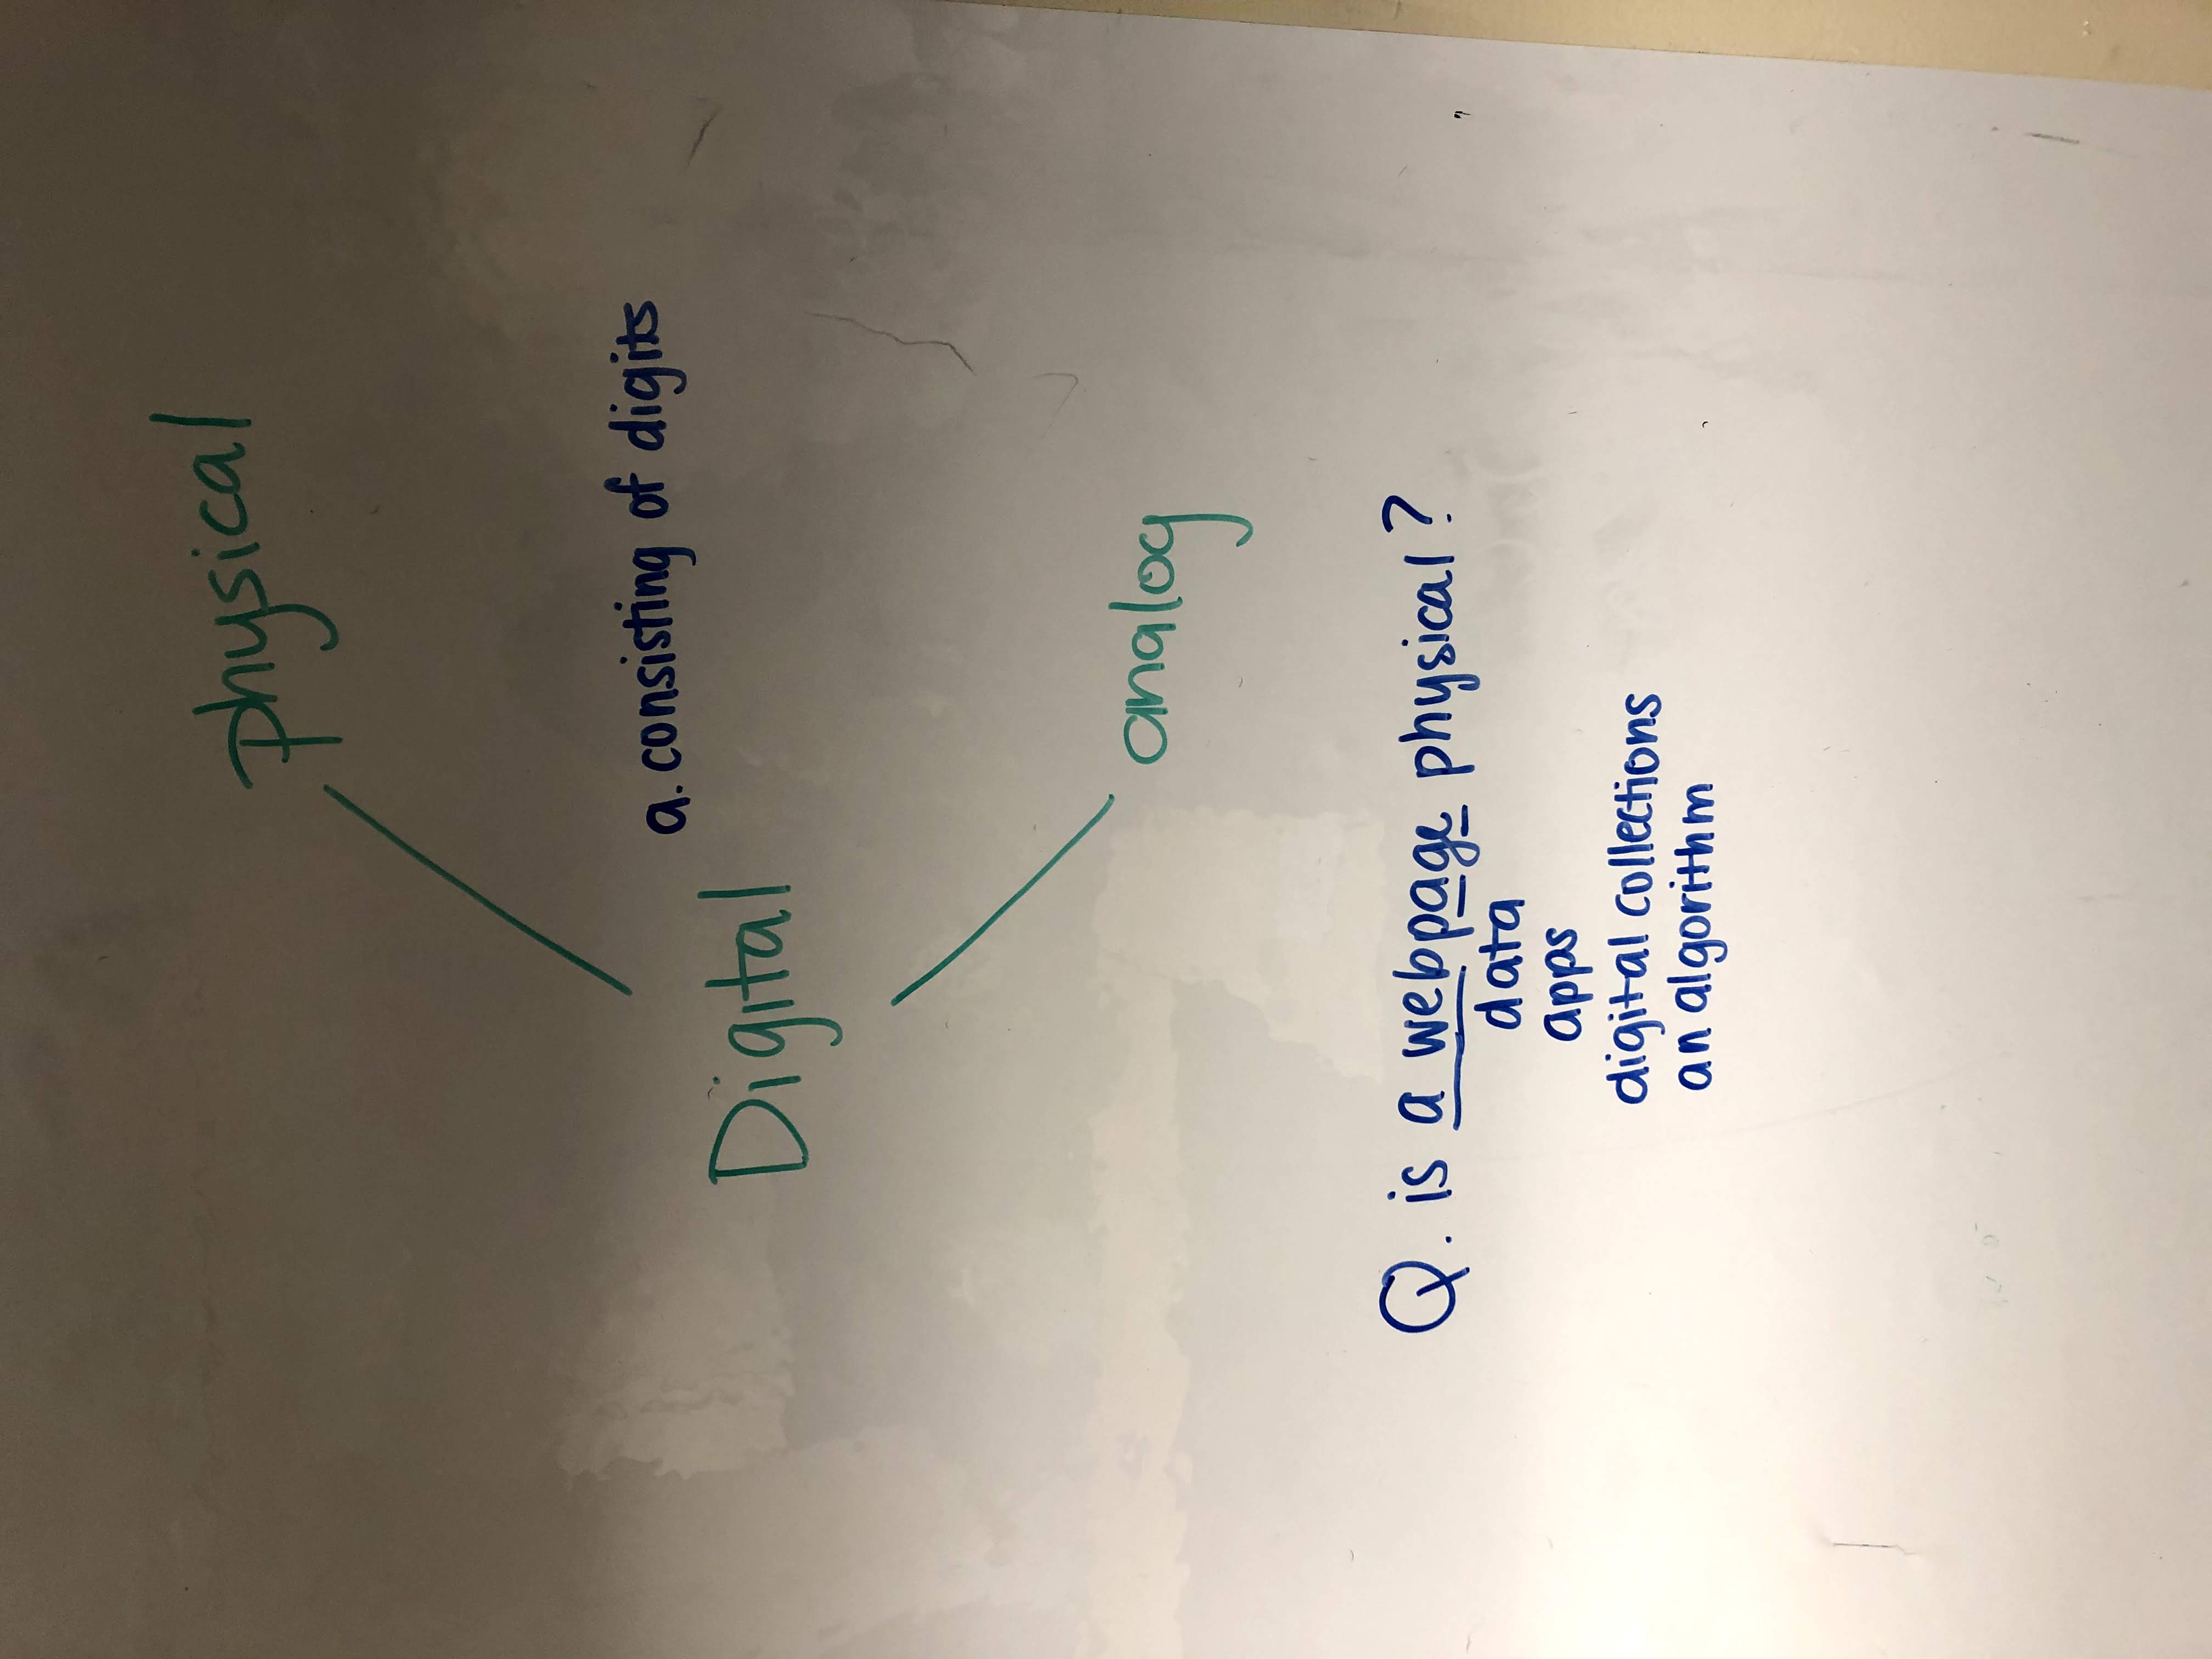 physical
a. consisting of digits
Digital
analog
Q. is a webpage physical?
data
apps
digital collections
an algorithm